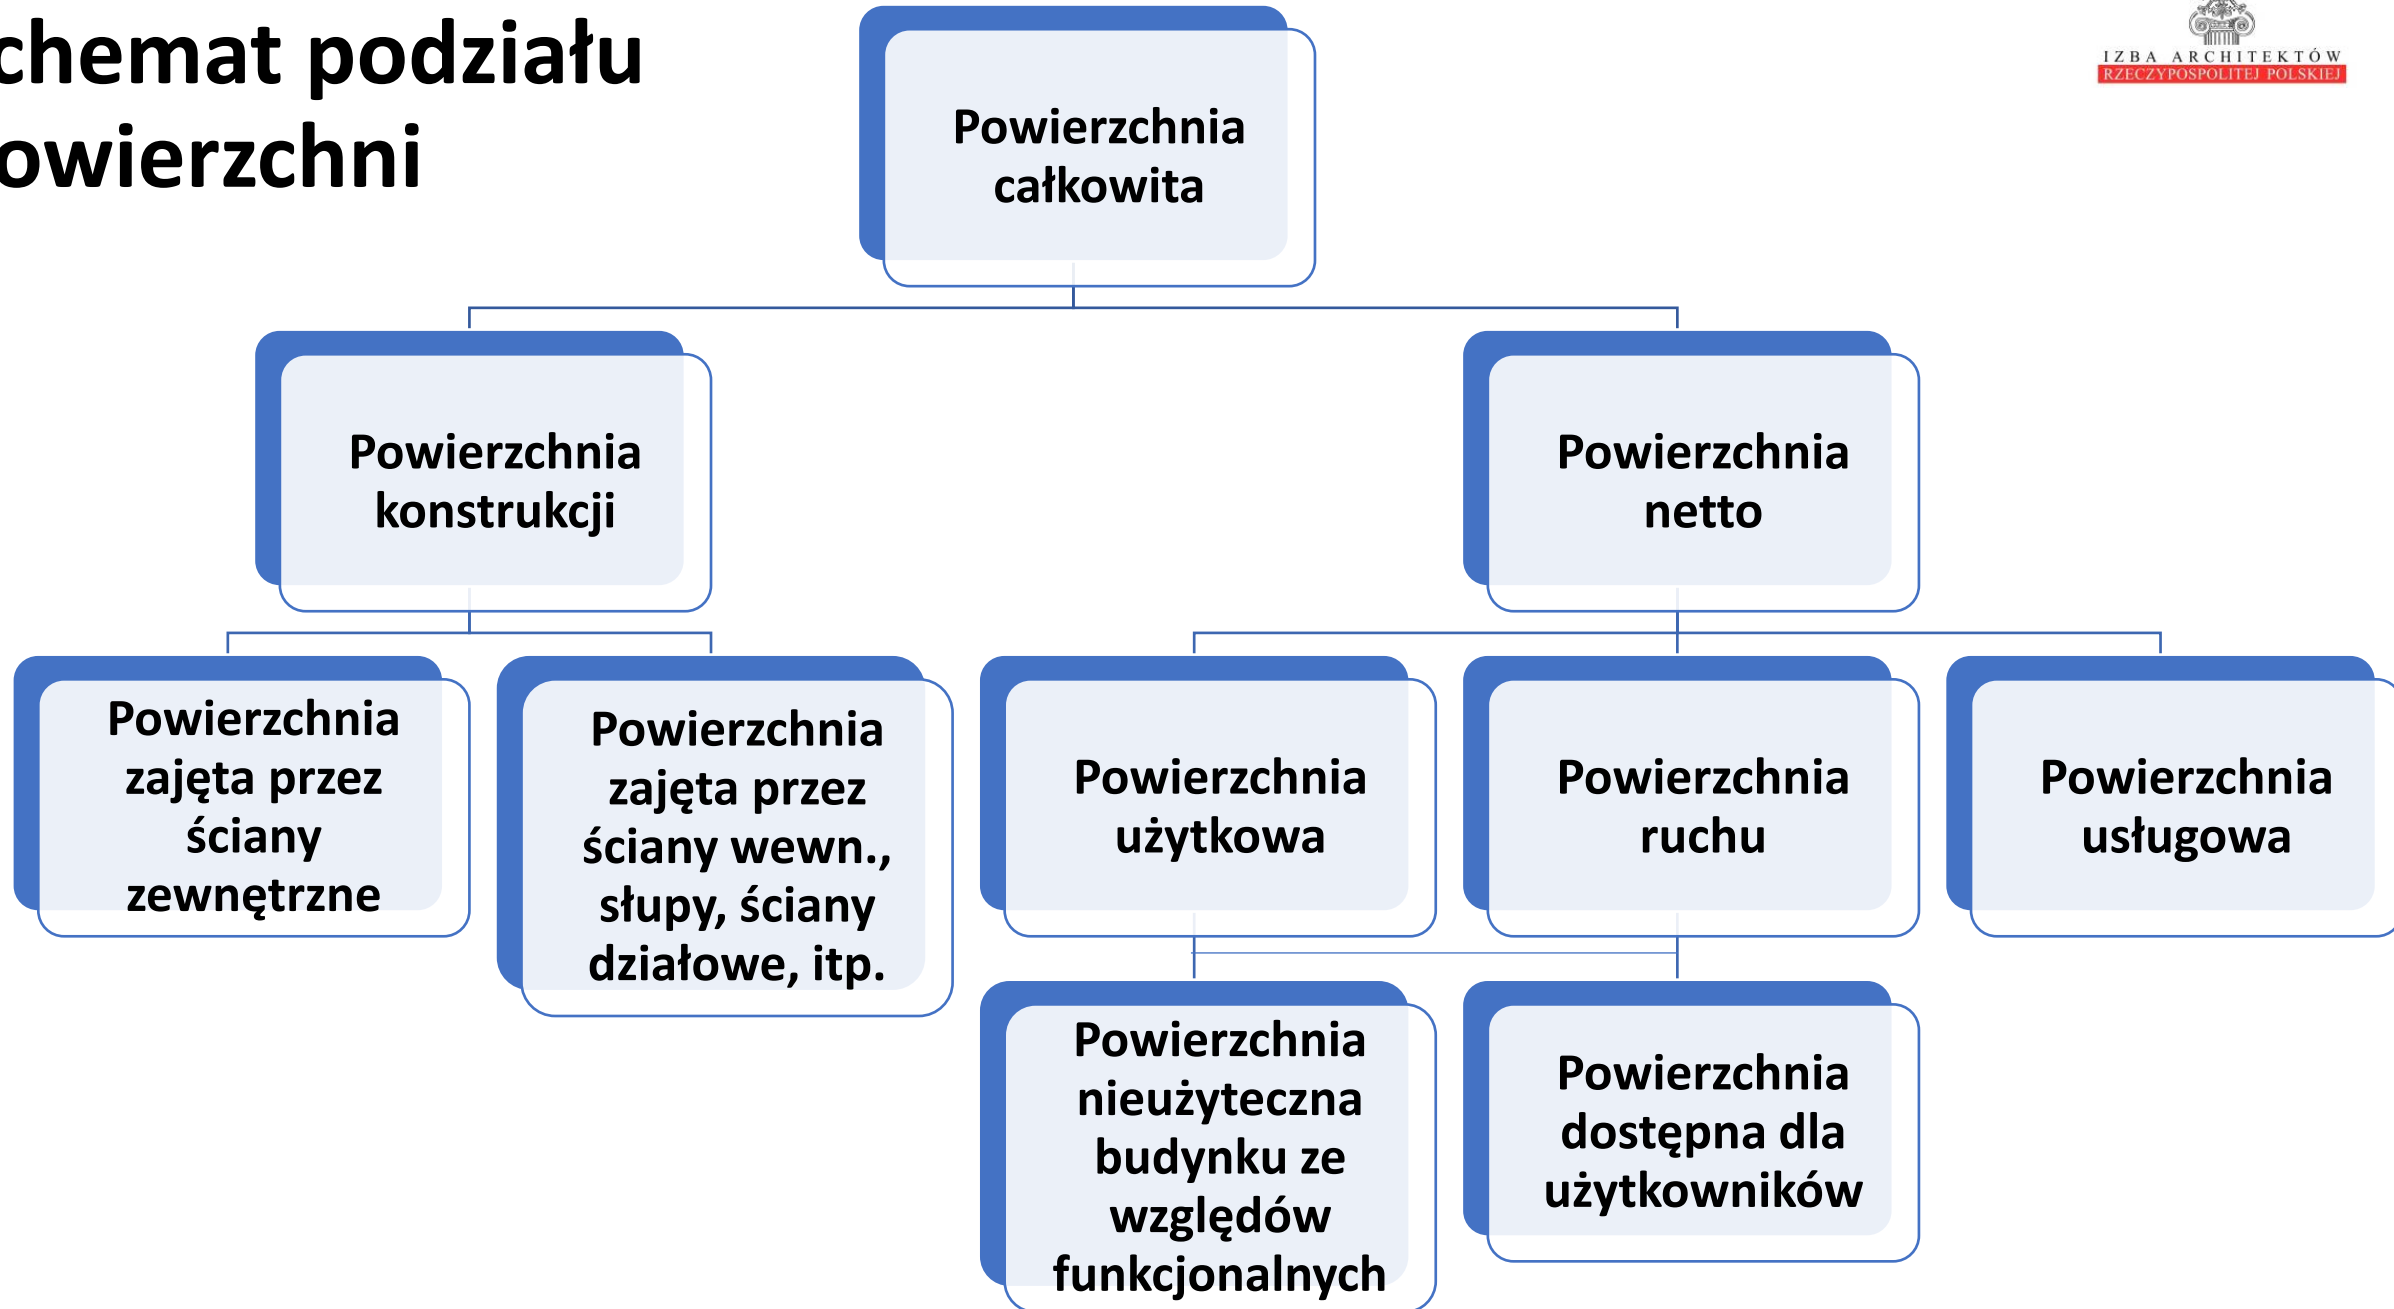 chemat podziału
owierzchni
IZBA ARCHITEKTÓW
RZECZYPOSPOLITEJ POLSKIEJ
Powierzchnia
całkowita
Powierzchnia
konstrukcji
Powierzchnia
netto
Powierzchnia
zajęta przez
ściany
zewnętrzne
Powierzchnia
zajęta przez
ściany wewn.,
słupy, ściany
działowe, itp.
Powierzchnia
użytkowa
Powierzchnia
ruchu
Powierzchnia
usługowa
Powierzchnia
nieużyteczna
budynku ze
względów
funkcjonalnych
Powierzchnia
dostępna dla
użytkowników